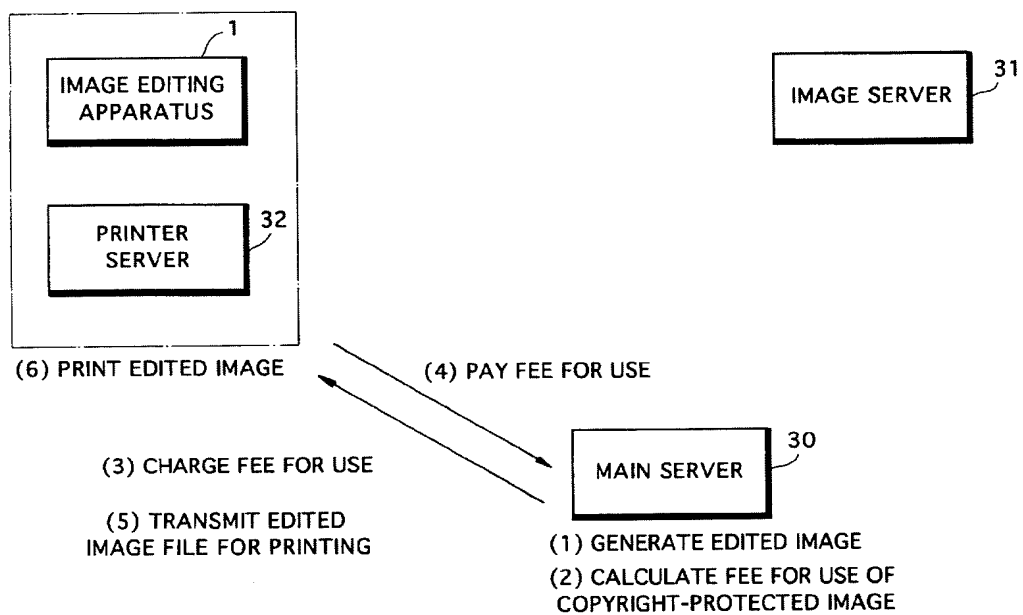 1
IMAGE EDITING
APPARATUS
IMAGE SERVER
31
PRINTER
SERVER
32
(6) PRINT EDITED IMAGE
(4) PAY FEE FOR USE
(3) CHARGE FEE FOR USE
(5) TRANSMIT EDITED
IMAGE FILE FOR PRINTING
MAIN SERVER
30
(1) GENERATE EDITED IMAGE
(2) CALCULATE FEE FOR USE OF
COPYRIGHT-PROTECTED IMAGE